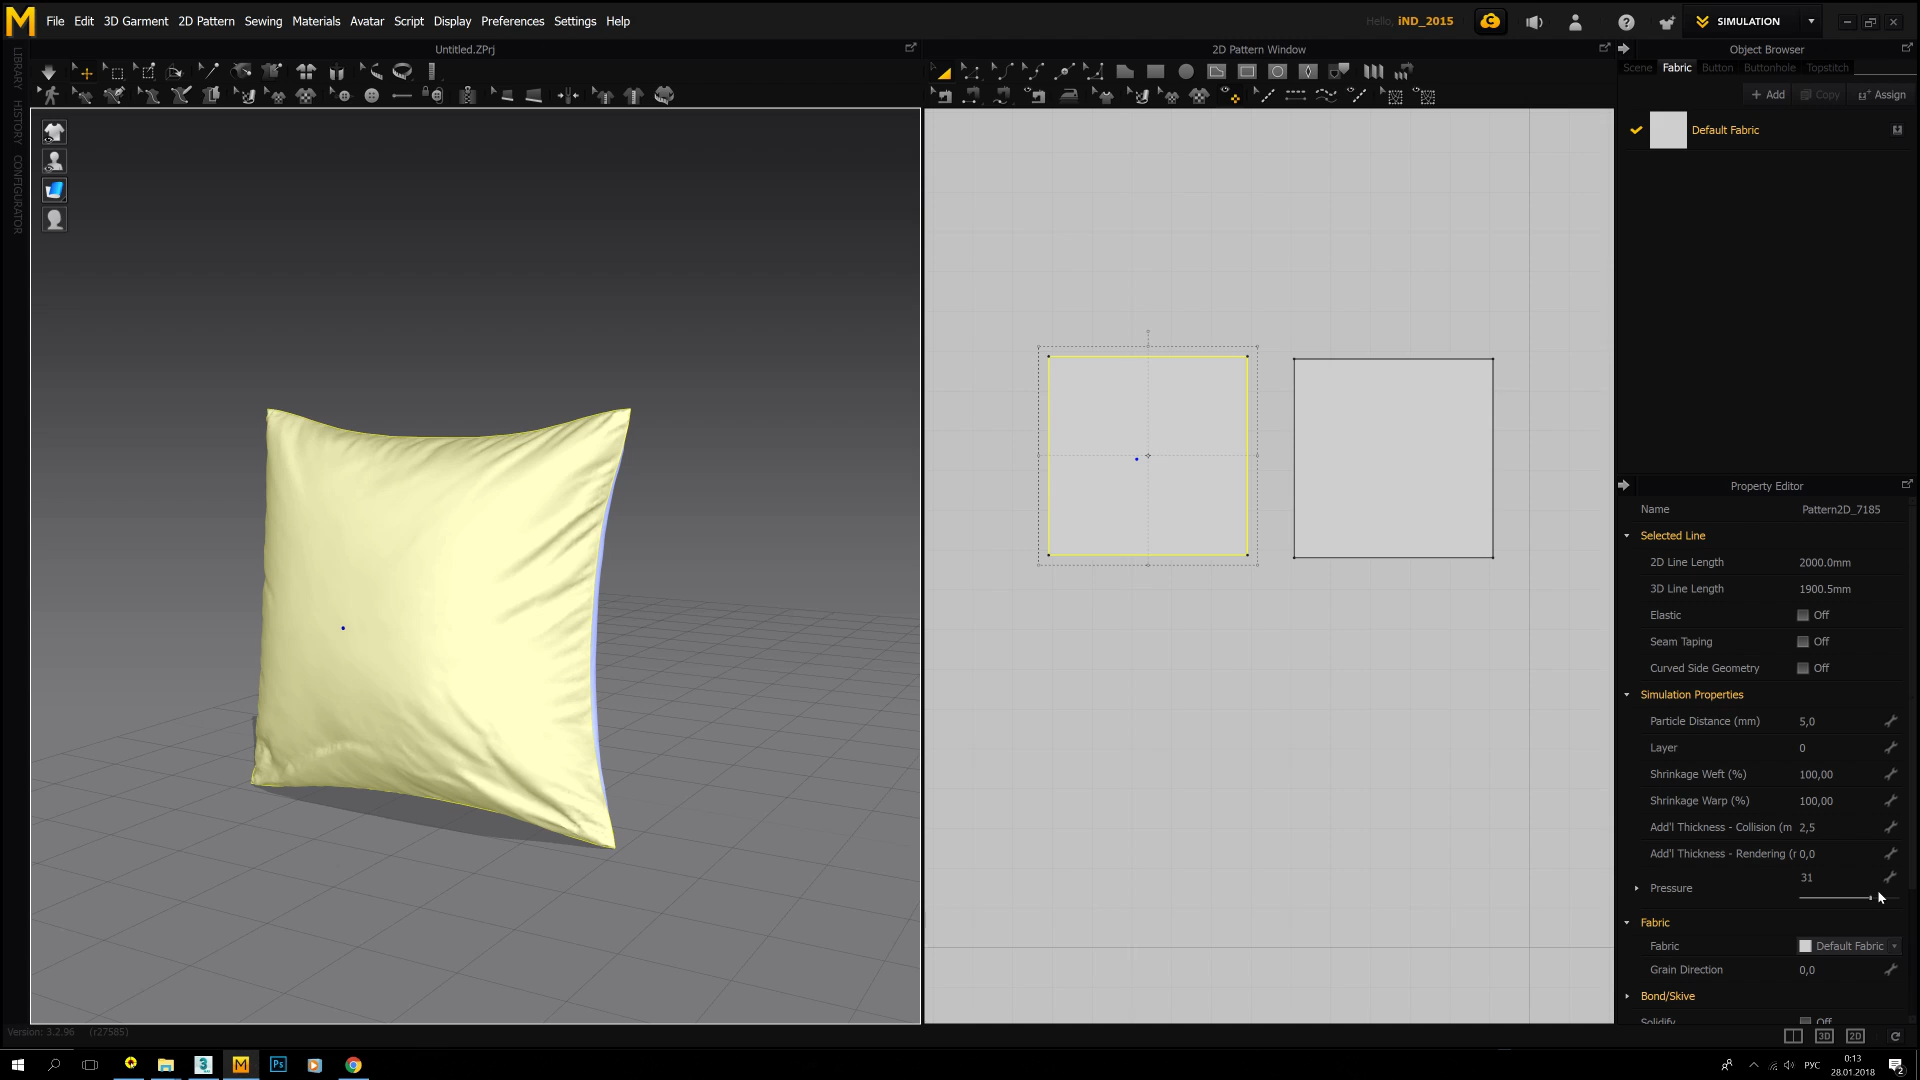 M File Edit 3D Garment 2D Pattern Sewing Materials Avatar Script Display Preferences Settings Help Hello, iND_2015 SIMULATION
Untitled.ZPrj
2D Pattern Window
Object Browser
Scene Fabric Button Buttonhole Topstitch
+ Add Copy Assign
Default Fabric
LIBRARY
HISTORY
CONFIGURATOR
Property Editor
Name Pattern2D_7185
Selected Line
2D Line Length 2000.0mm
3D Line Length 1900.5mm
Elastic Off
Seam Taping Off
Curved Side Geometry Off
Simulation Properties
Particle Distance (mm) 5,0
Layer 0
Shrinkage Weft (%) 100,00
Shrinkage Warp (%) 100,00
Add'l Thickness - Collision (m 2,5
Add'l Thickness - Rendering (r 0,0
Pressure 31
Fabric
Fabric Default Fabric
Grain Direction 0,0
Bond/Skive
Solidify Off
Version: 3.2.96 (r27585)
3D 2D
3 M Ps РУС 0:13
28.01.2018 2